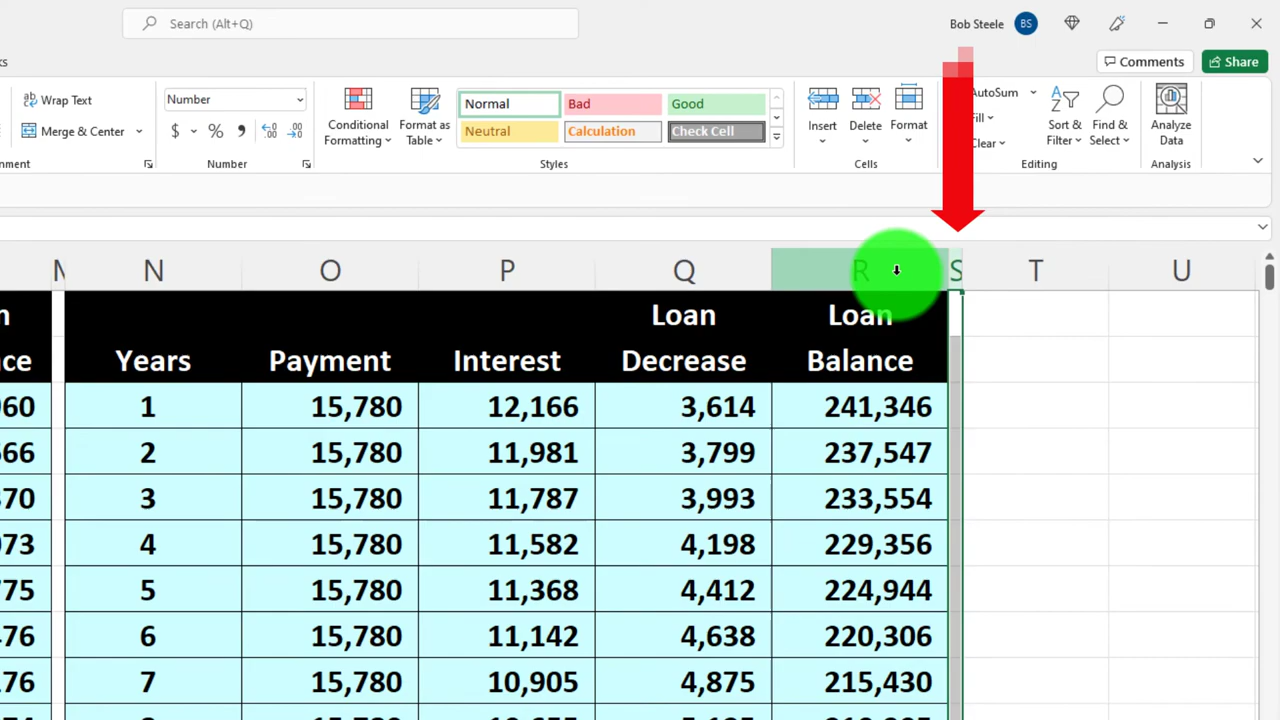 Search (Alt+Q)
Bob Steele BS
Comments Share
Wrap Text
Number
Merge & Center
$ % 9
Conditional Formatting
Format as Table
Normal Bad Good
Neutral Calculation Check Cell
Insert Delete Format
AutoSum
Fill
Clear
Sort & Filter
Find & Select
Analyze Data
Number Styles Cells Editing Analysis
N O P Q R S T U
Loan Loan
Years Payment Interest Decrease Balance
1 15,780 12,166 3,614 241,346
2 15,780 11,981 3,799 237,547
3 15,780 11,787 3,993 233,554
4 15,780 11,582 4,198 229,356
5 15,780 11,368 4,412 224,944
6 15,780 11,142 4,638 220,306
7 15,780 10,905 4,875 215,430